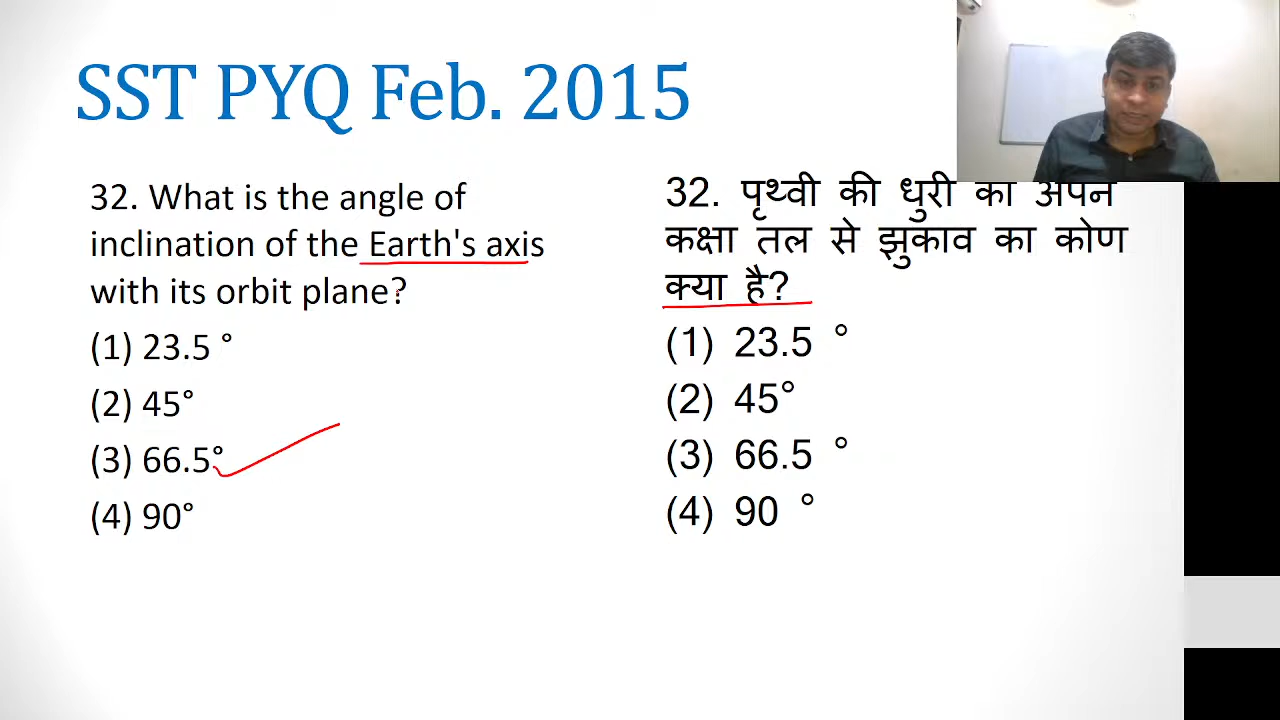 SST PYQ Feb. 2015
32. What is the angle of
inclination of the Earth's axis
with its orbit plane?
(1) 23.5 °
(2) 45°
(3) 66.5°
(4) 90°
32. पृथ्वी की धुरी का अपने
कक्षा तल से झुकाव का कोण
क्या है?
(1) 23.5 °
(2) 45°
(3) 66.5 °
(4) 90 °